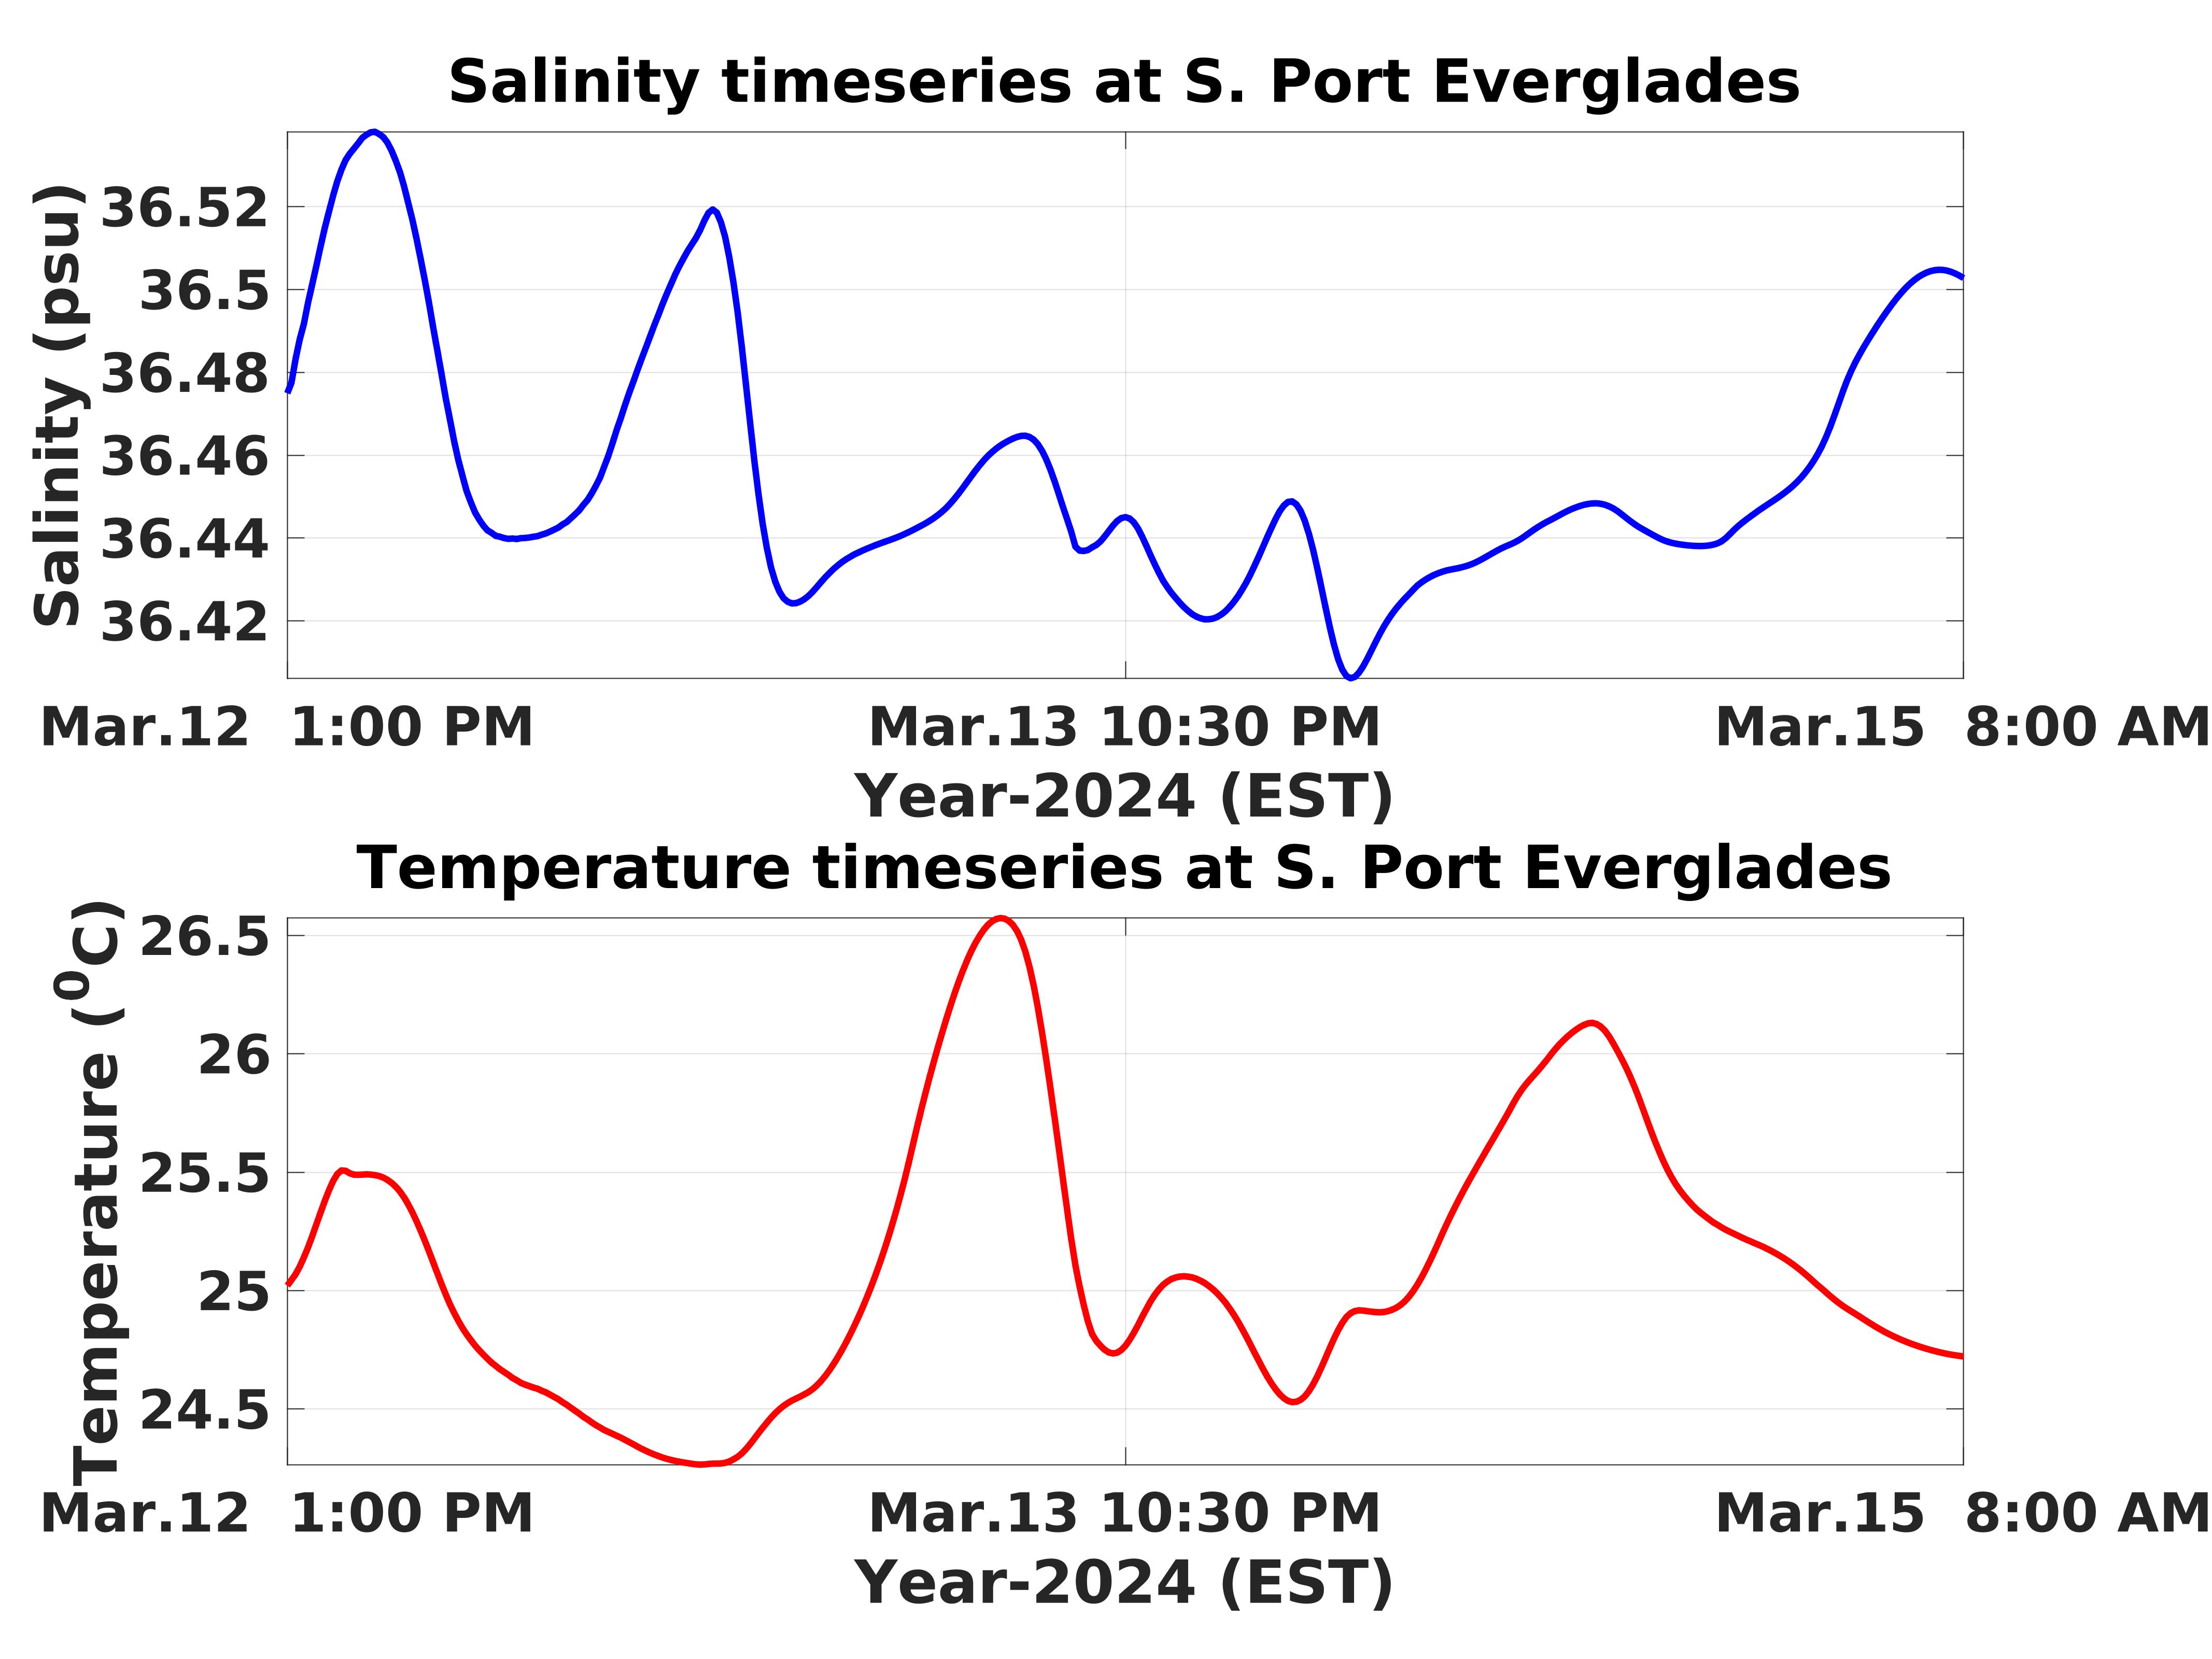 Salinity timeseries at S. Port Everglades
Salinity (psu)
36.52
36.5
36.48
36.46
36.44
36.42
Mar.12 1:00 PM Mar.13 10:30 PM Mar.15 8:00 AM
Year-2024 (EST)
Temperature timeseries at S. Port Everglades
Temperature (⁰C)
26.5
26
25.5
25
24.5
Mar.12 1:00 PM Mar.13 10:30 PM Mar.15 8:00 AM
Year-2024 (EST)